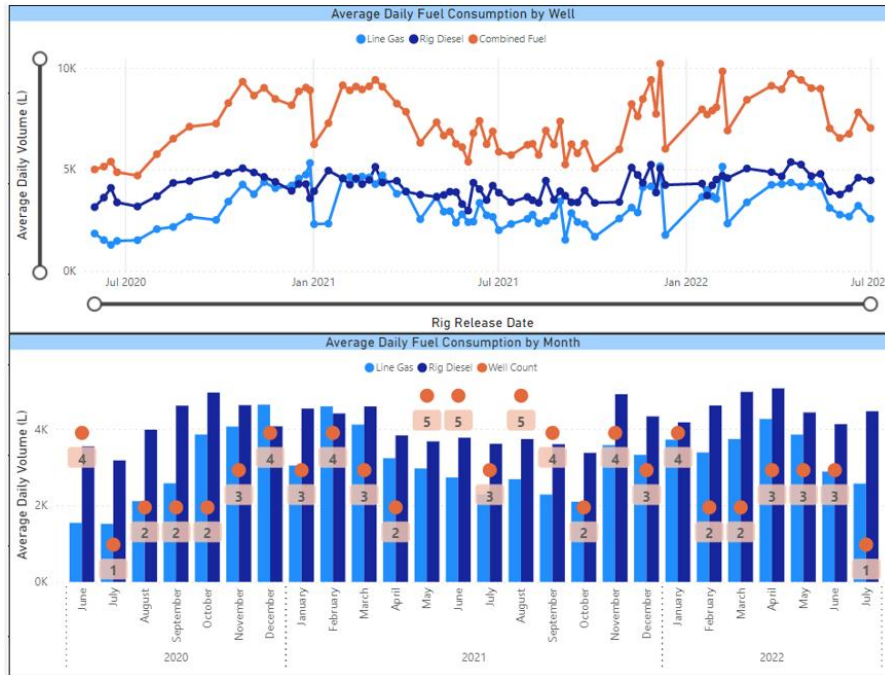 Average Daily Fuel Consumption by Well
Line Gas Rig Diesel Combined Fuel
Average Daily Volume (L)
10K
5K
0K
Jul 2020 Jan 2021 Jul 2021 Jan 2022 Jul 202
Rig Release Date
Average Daily Fuel Consumption by Month
Line Gas Rig Diesel Well Count
Average Daily Volume (L)
4K
2K
0K
4 1 2 2 2 3 4 3 4 3 2 5 5 3 5 4 2 4 3 4 2 2 3 3 3 1
June July August September October November December January February March April May June July August September October November December January February March April May June July
2020 2021 2022